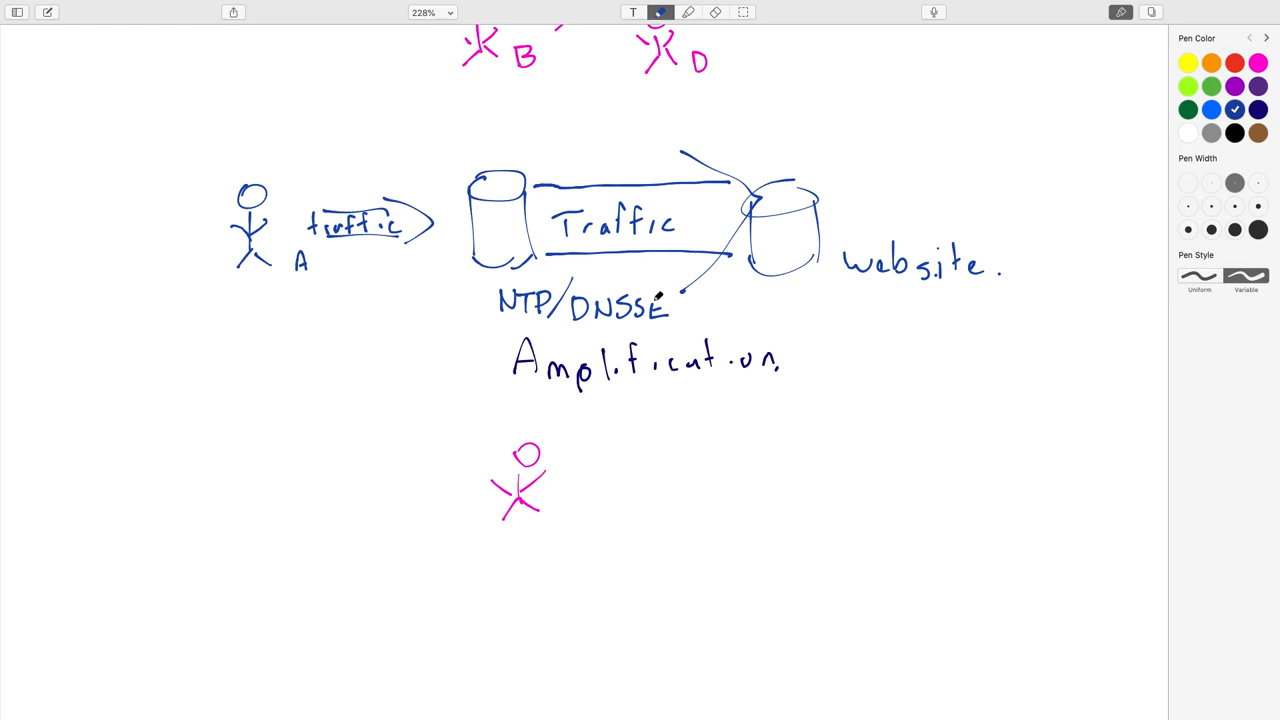 228%
T
Pen Color
B
D
Pen Width
traffic
Traffic
A
website.
Pen Style
Uniform
Variable
NTP/DNSSE
Amplification.